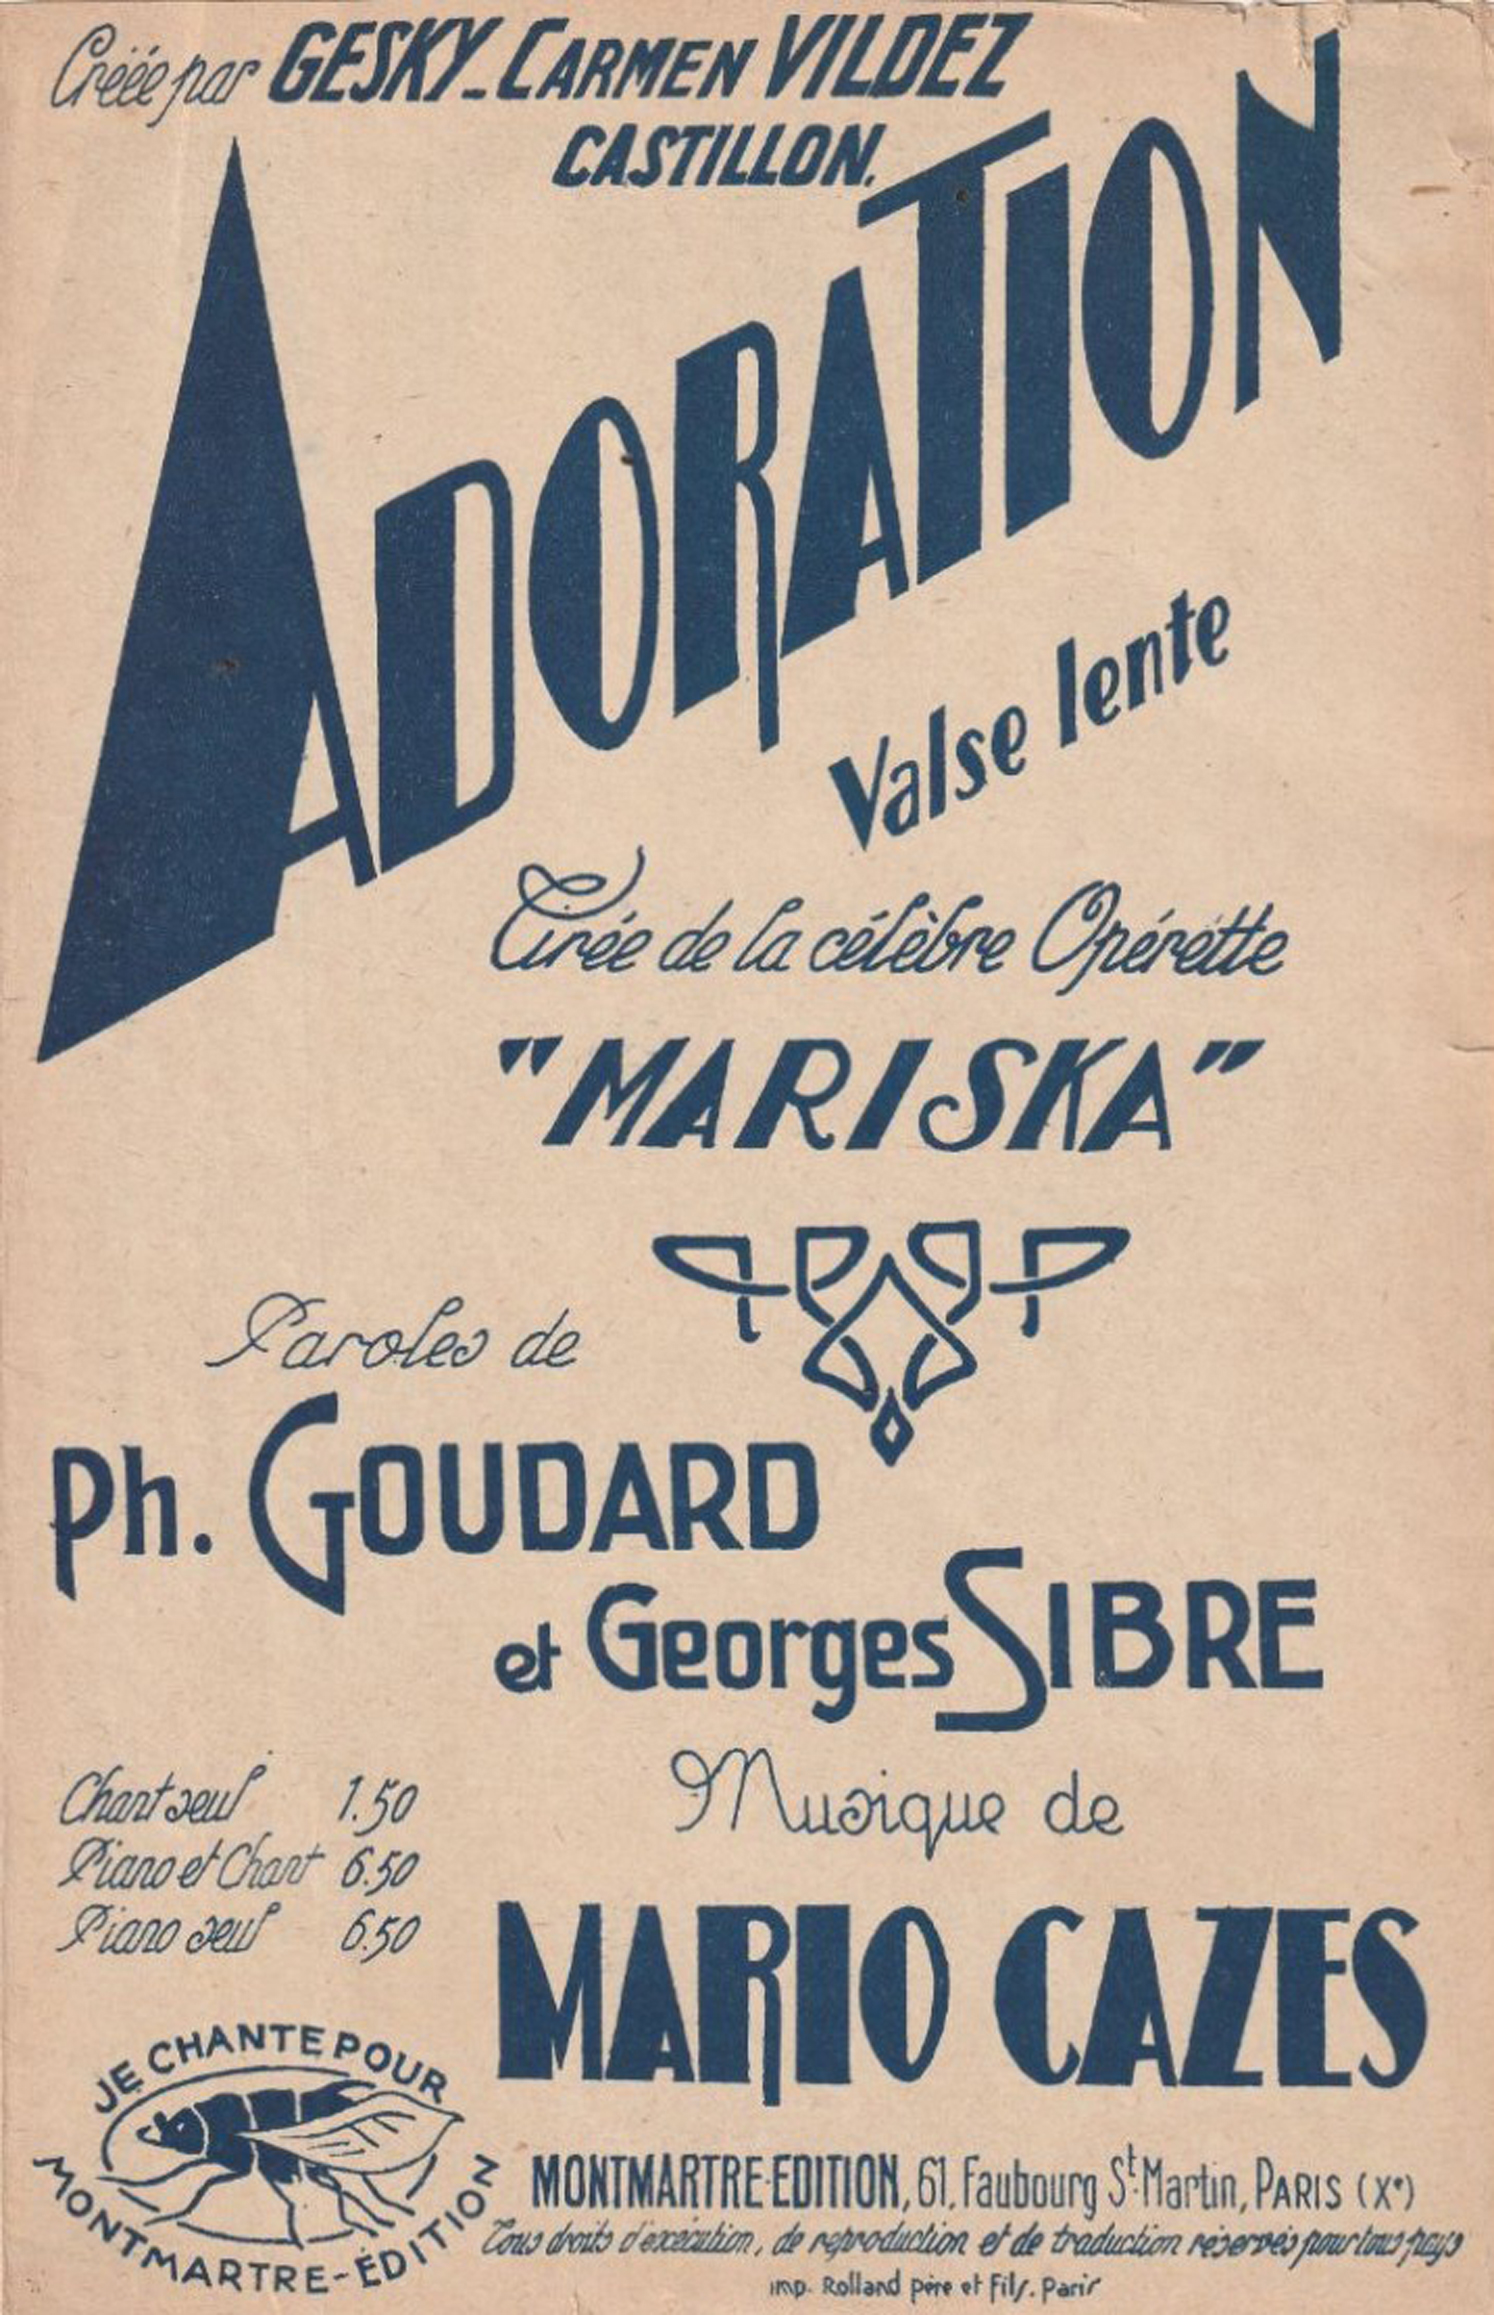 Créée par GESKY_CARMEN VILDEZ
CASTILLON.
ADORATION
Valse lente
Tirée de la célèbre Opérette
"MARISKA"
Paroles de
Ph. GOUDARD
et Georges SIBRE
Chant seul 1.50
Piano et Chant 6.50
Piano seul 6.50
Musique de
MARIO CAZES
JE CHANTE POUR
MONTMARTRE-ÉDITION
MONTMARTRE-EDITION, 61, Faubourg St-Martin, PARIS (Xe)
Tous droits d'exécution, de reproduction et de traduction réservés pour tous pays
imp. Rolland père et fils. Paris